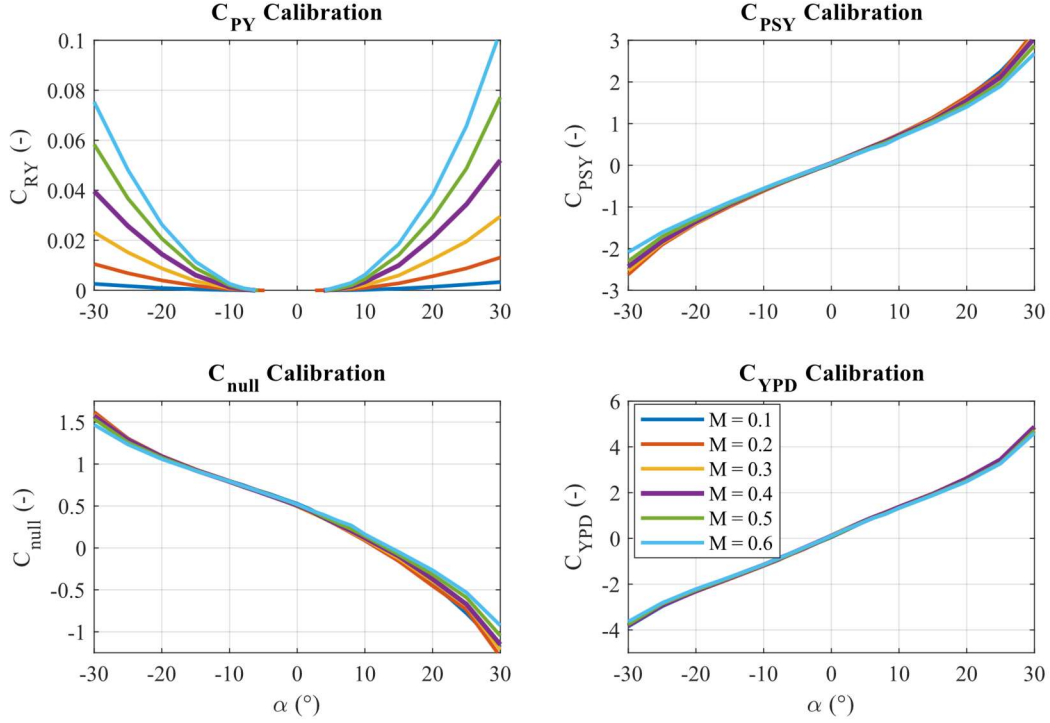 C_PY Calibration
C_RY (-)
0.1
0.08
0.06
0.04
0.02
0
-30 -20 -10 0 10 20 30
C_PSY Calibration
C_PSY (-)
3
2
1
0
-1
-2
-3
-30 -20 -10 0 10 20 30
C_null Calibration
C_null (-)
1.5
1
0.5
0
-0.5
-1
-30 -20 -10 0 10 20 30
α (°)
C_YPD Calibration
C_YPD (-)
6
4
2
0
-2
-4
M = 0.1
M = 0.2
M = 0.3
M = 0.4
M = 0.5
M = 0.6
-30 -20 -10 0 10 20 30
α (°)